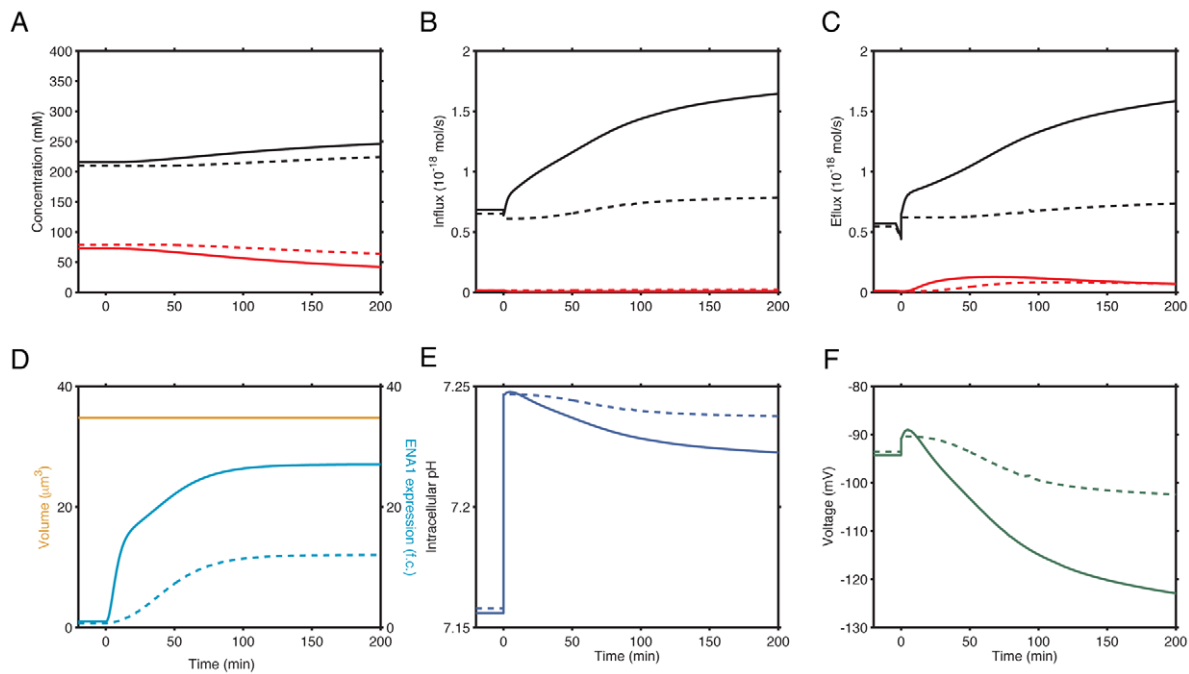 A
400
350
300
250
200
150
100
50
0
Concentration (mM)
0 50 100 150 200
B
2
1.5
1
0.5
0
Influx (10⁻¹⁸ mol/s)
0 50 100 150 200
C
2
1.5
1
0.5
0
Eflux (10⁻¹⁸ mol/s)
0 50 100 150 200
D
40
20
0
Volume (μm³)
40
20
0
ENA1 expression (f.c.)
0 50 100 150 200
Time (min)
E
7.25
7.2
7.15
Intracellular pH
0 50 100 150 200
Time (min)
F
-80
-90
-100
-110
-120
-130
Voltage (mV)
0 50 100 150 200
Time (min)